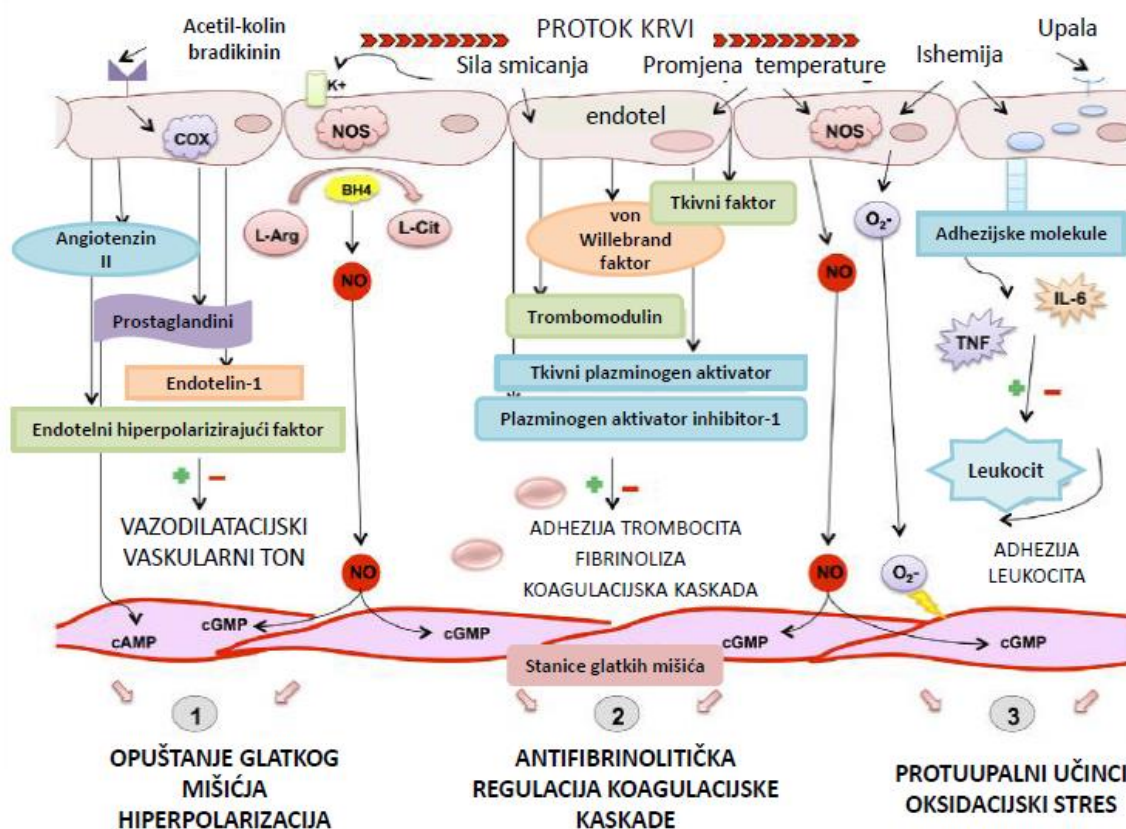 Acetil-kolin
bradikinin
PROTOK KRVI
Sila smicanja
Promjena temperature
Ishemija
Upala
K+
COX
NOS
endotel
NOS
BH4
L-Arg
L-Cit
Angiotenzin
II
NO
Prostaglandini
Endotelin-1
Endotelni hiperpolarizirajući faktor
+ −
VAZODILATACIJSKI
VASKULARNI TON
NO
Tkivni faktor
von
Willebrand
faktor
Trombomodulin
Tkivni plazminogen aktivator
Plazminogen aktivator inhibitor-1
+ −
ADHEZIJA TROMBOCITA
FIBRINOLIZA
KOAGULACIJSKA KASKADA
O₂-
NO
NO
O₂-
Adhezijske molekule
IL-6
TNF
+ −
Leukocit
ADHEZIJA
LEUKOCITA
cAMP
cGMP
cGMP
cGMP
cGMP
Stanice glatkih mišića
1
OPUŠTANJE GLATKOG
MIŠIĆJA
HIPERPOLARIZACIJA
2
ANTIFIBRINOLITIČKA
REGULACIJA KOAGULACIJSKE
KASKADE
3
PROTUUPALNI UČINCI
OKSIDACIJSKI STRES